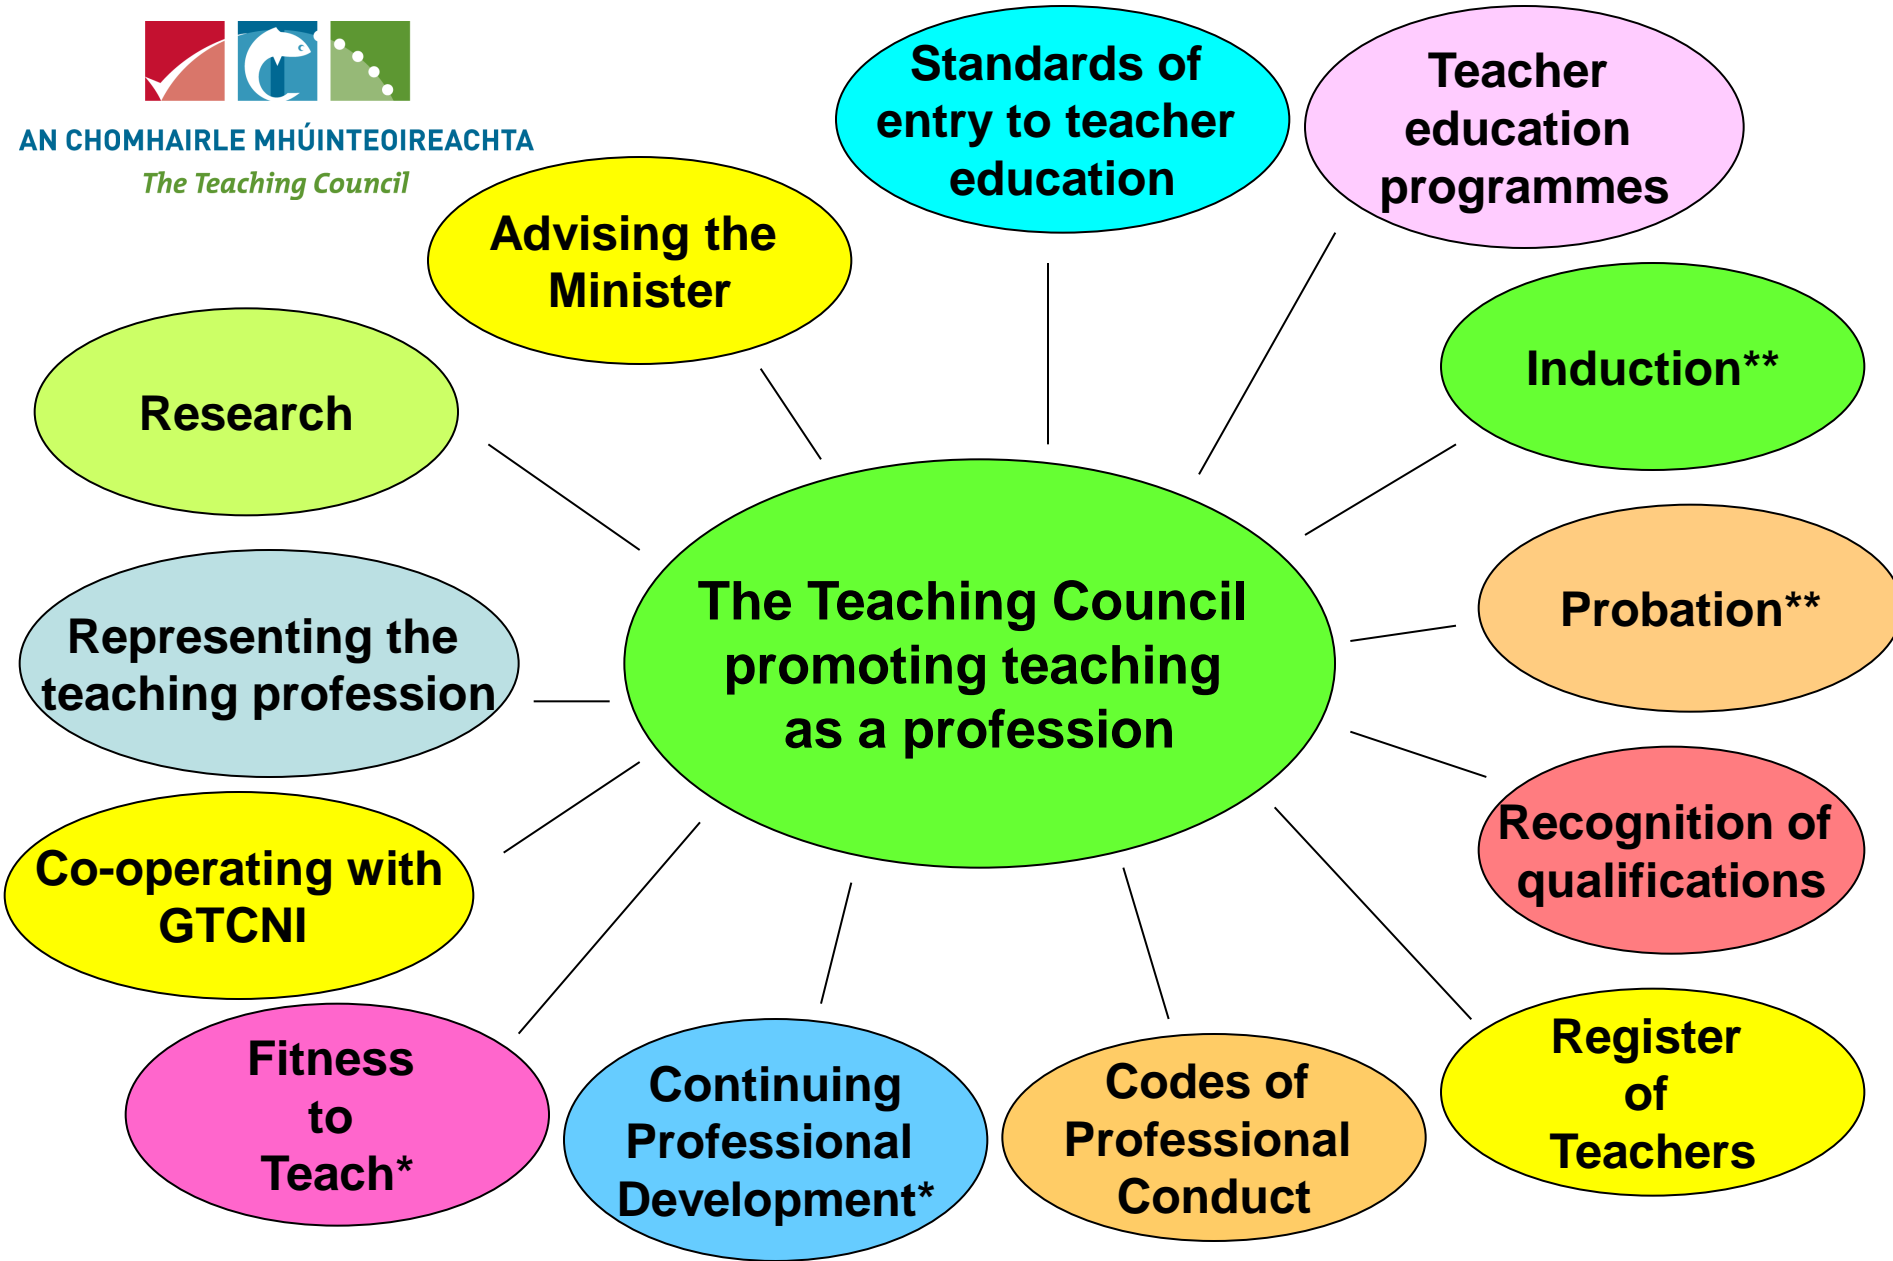 AN CHOMHAIRLE MHÚINTEOIREACHTA
The Teaching Council
Standards of
entry to teacher
education
Teacher
education
programmes
Advising the
Minister
Induction**
Research
Probation**
The Teaching Council
promoting teaching
as a profession
Representing the
teaching profession
Recognition of
qualifications
Co-operating with
GTCNI
Register
of
Teachers
Fitness
to
Teach*
Continuing
Professional
Development*
Codes of
Professional
Conduct